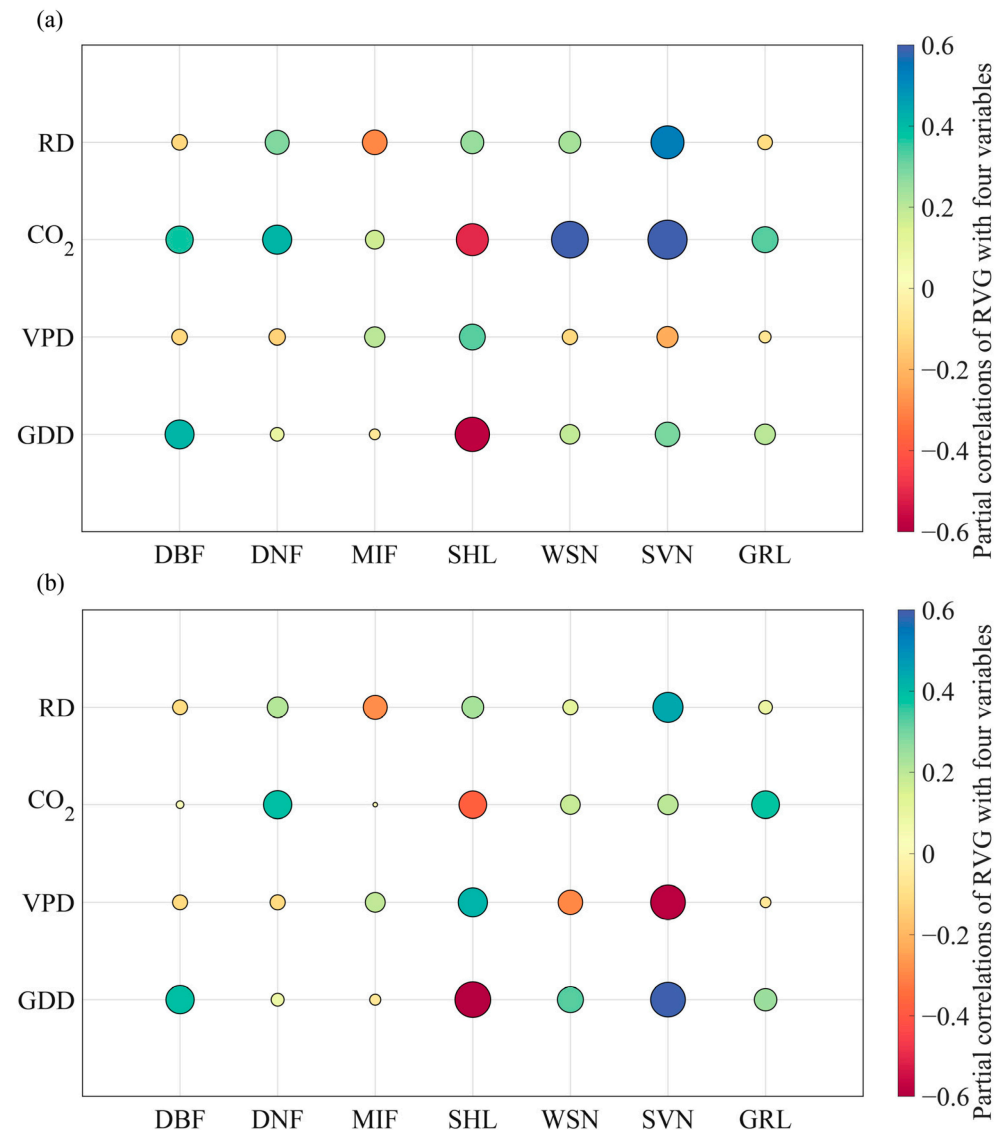 (a)
RD
CO2
VPD
GDD
DBF DNF MIF SHL WSN SVN GRL
0.6
0.4
0.2
0
−0.2
−0.4
−0.6
Partial correlations of RVG with four variables
(b)
RD
CO2
VPD
GDD
DBF DNF MIF SHL WSN SVN GRL
0.6
0.4
0.2
0
−0.2
−0.4
−0.6
Partial correlations of RVG with four variables